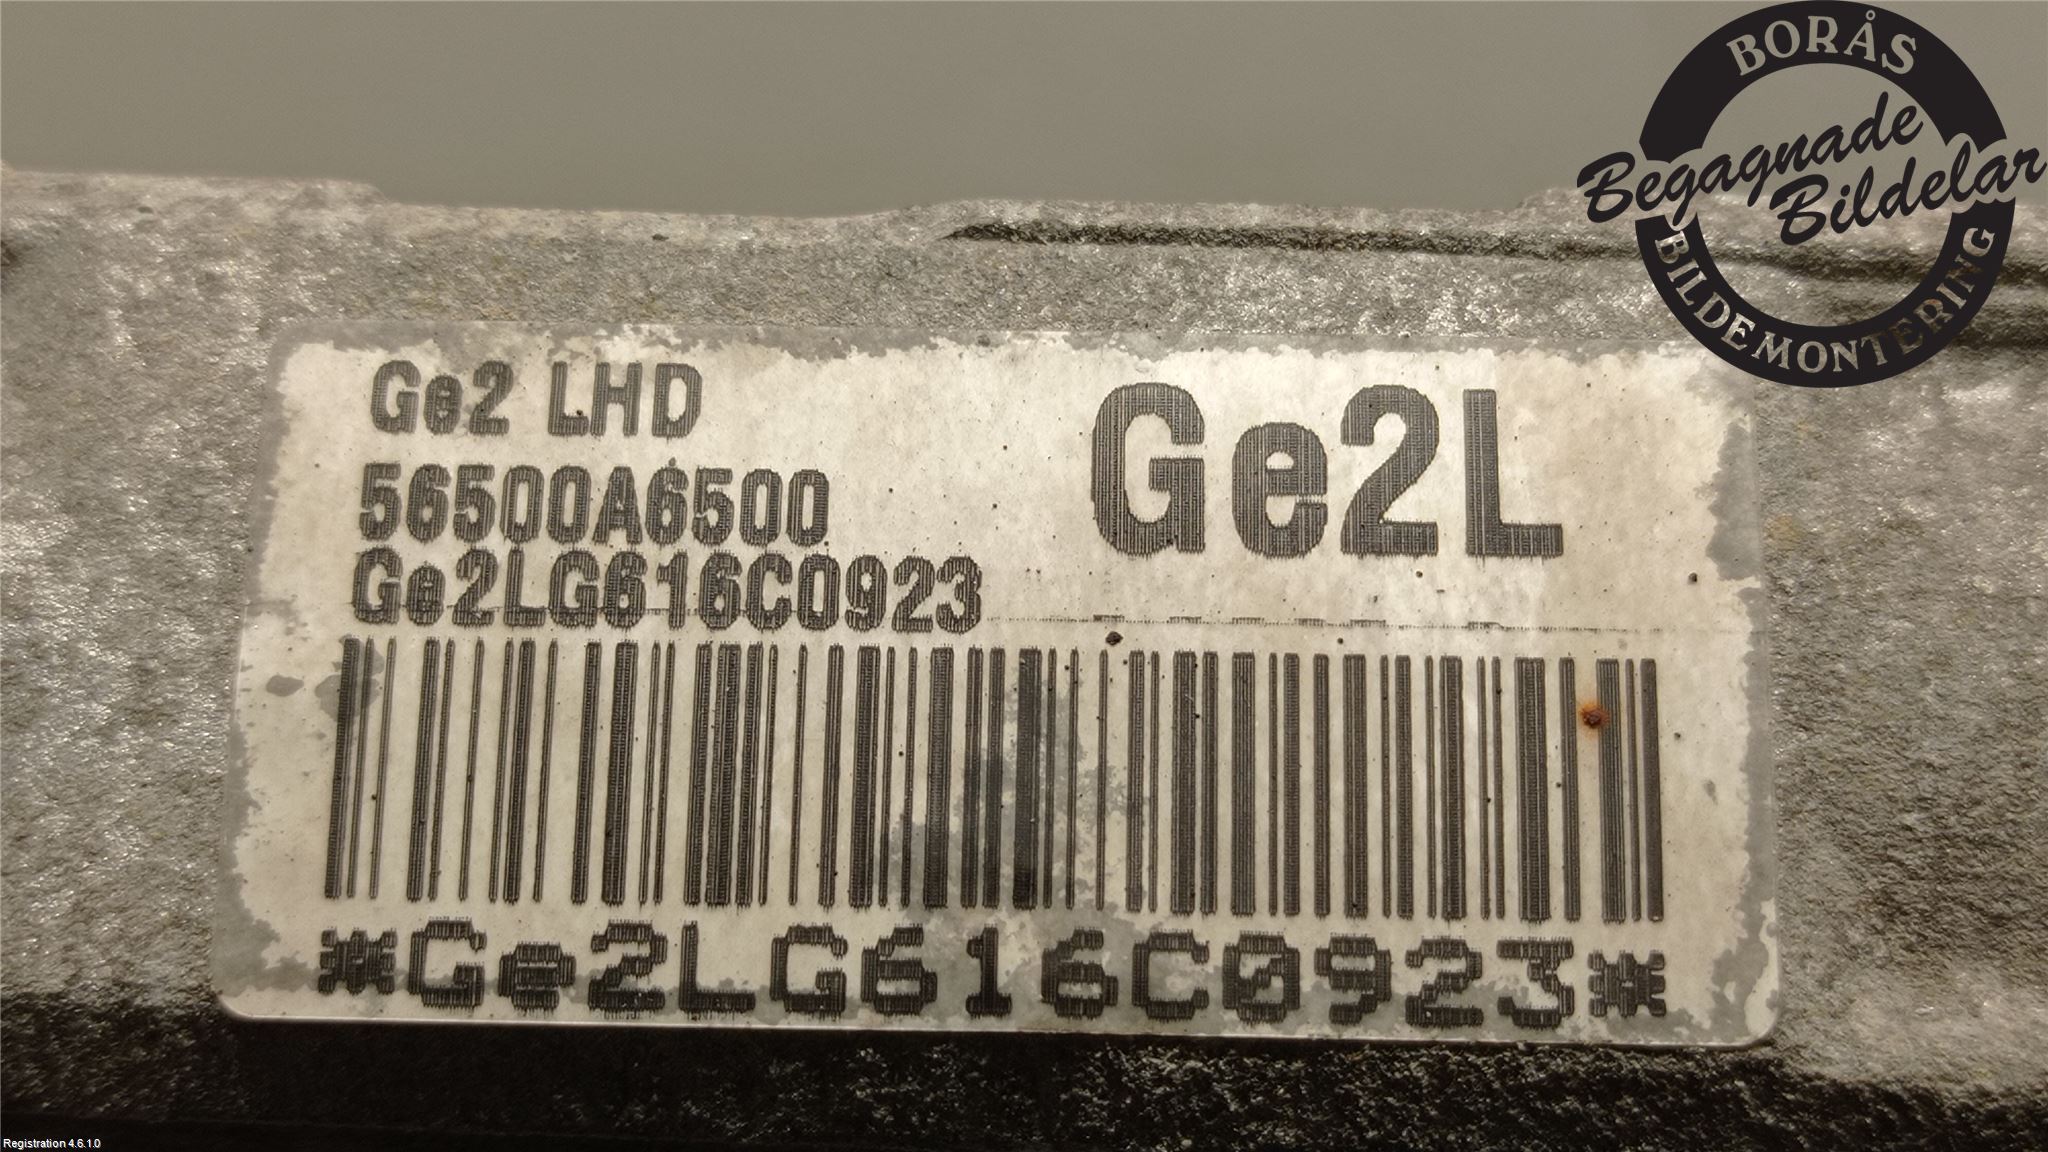 BORÅS
Begagnade
Bildelar
BILDEMONTERING
Ge2 LHD
Ge2L
56500A6500
Ge2LG616C0923
*Ge2LG616C0923*
Registration 4.6.1.0